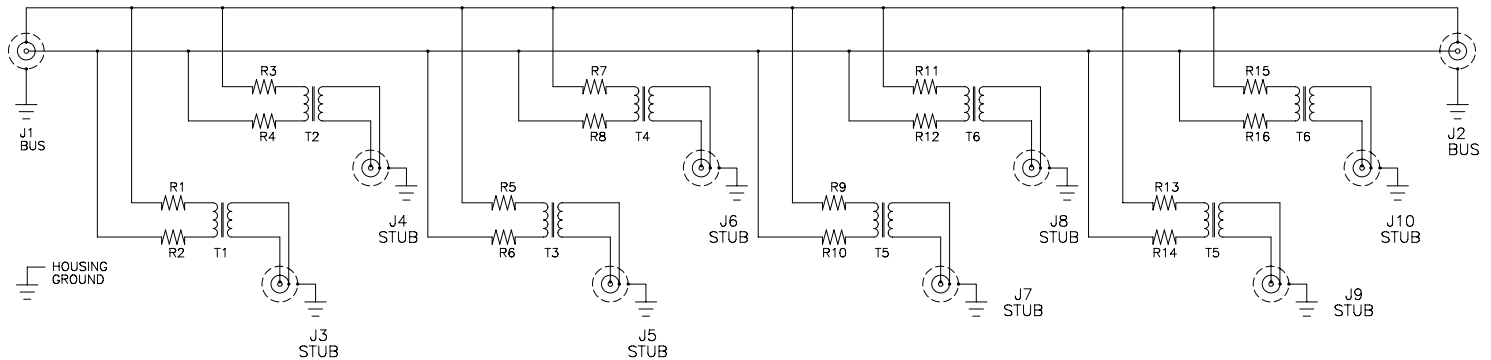 R3
R4
T2
R7
R8
T4
R11
R12
T6
R15
R16
T6
J1
BUS
J2
BUS
R1
R2
T1
J4
STUB
R5
R6
T3
J6
STUB
R9
R10
T5
J8
STUB
R13
R14
T5
J10
STUB
HOUSING
GROUND
J3
STUB
J5
STUB
J7
STUB
J9
STUB